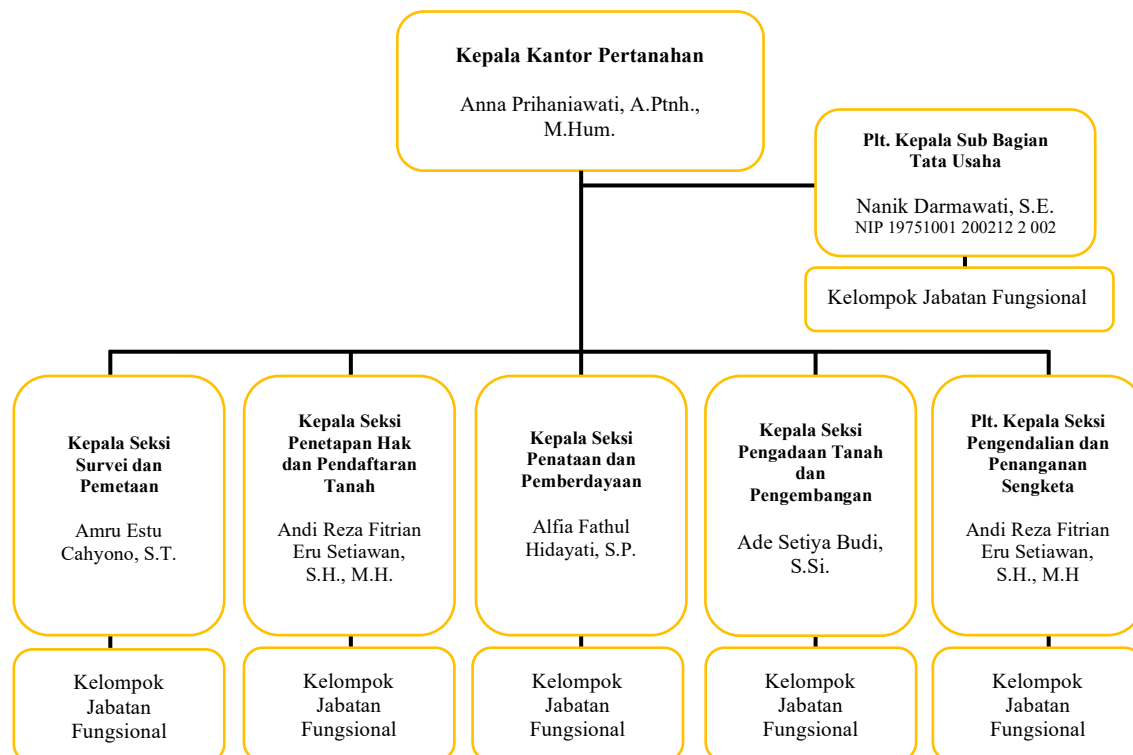 Kepala Kantor Pertanahan
Anna Prihaniawati, A.Ptnh.,
M.Hum.
Plt. Kepala Sub Bagian
Tata Usaha
Nanik Darmawati, S.E.
NIP 19751001 200212 2 002
Kelompok Jabatan Fungsional
Kepala Seksi
Survei dan
Pemetaan
Amru Estu
Cahyono, S.T.
Kepala Seksi
Penetapan Hak
dan Pendaftaran
Tanah
Andi Reza Fitrian
Eru Setiawan,
S.H., M.H.
Kepala Seksi
Penataan dan
Pemberdayaan
Alfia Fathul
Hidayati, S.P.
Kepala Seksi
Pengadaan Tanah
dan
Pengembangan
Ade Setiya Budi,
S.Si.
Plt. Kepala Seksi
Pengendalian dan
Penanganan
Sengketa
Andi Reza Fitrian
Eru Setiawan,
S.H., M.H
Kelompok
Jabatan
Fungsional
Kelompok
Jabatan
Fungsional
Kelompok
Jabatan
Fungsional
Kelompok
Jabatan
Fungsional
Kelompok
Jabatan
Fungsional